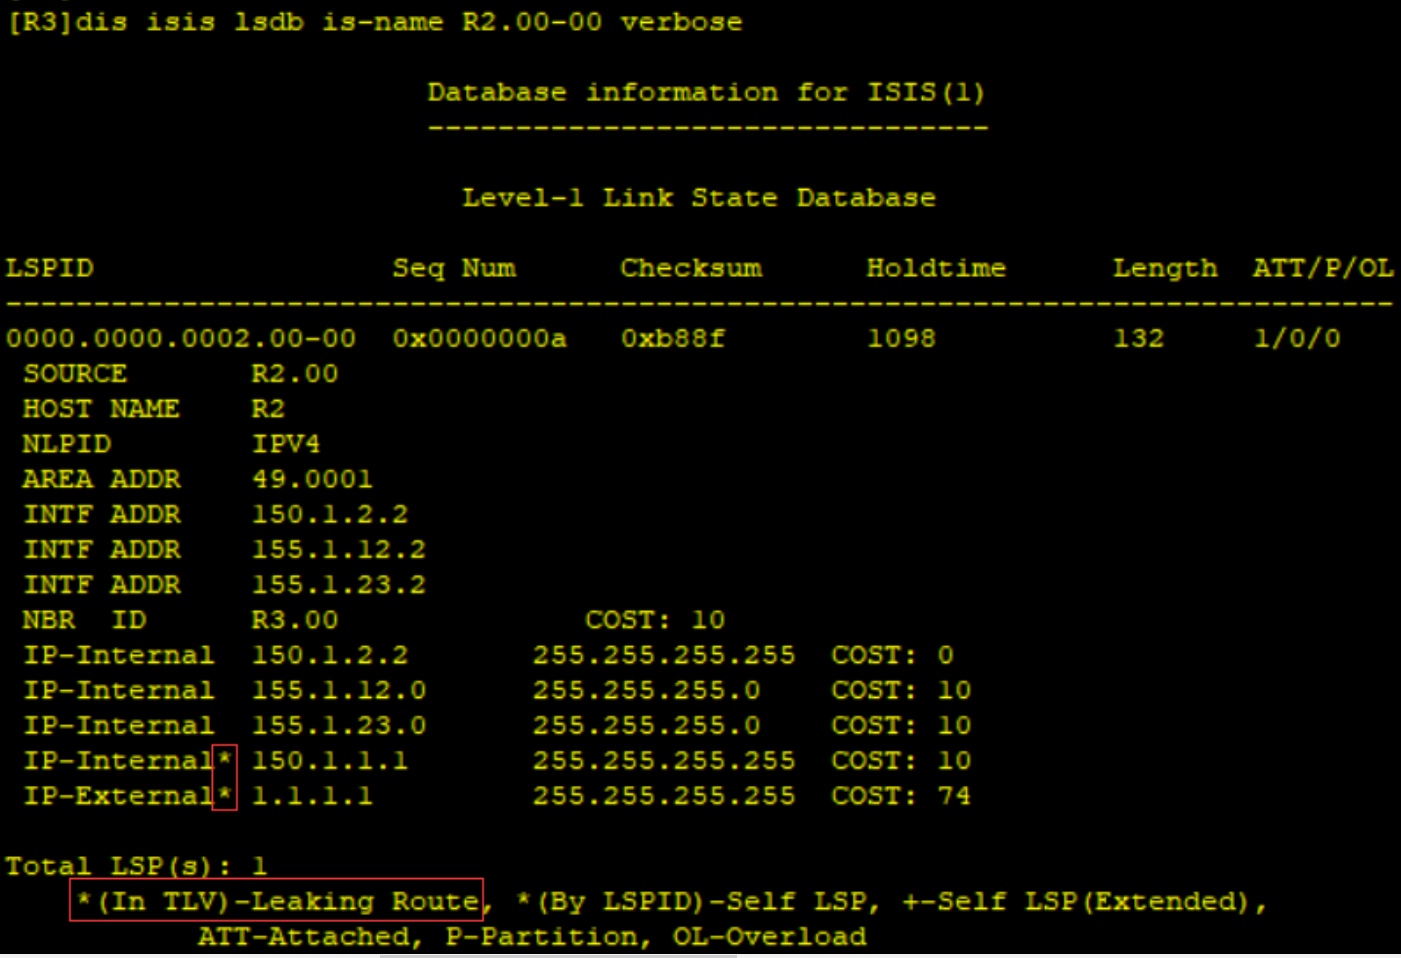 [R3]dis isis lsdb is-name R2.00-00 verbose
Database information for ISIS(1)
--------------------------------
Level-1 Link State Database
LSPID Seq Num Checksum Holdtime Length ATT/P/OL
-------------------------------------------------------------------------------
0000.0000.0002.00-00 0x0000000a 0xb88f 1098 132 1/0/0
SOURCE R2.00
HOST NAME R2
NLPID IPV4
AREA ADDR 49.0001
INTF ADDR 150.1.2.2
INTF ADDR 155.1.12.2
INTF ADDR 155.1.23.2
NBR ID R3.00 COST: 10
IP-Internal 150.1.2.2 255.255.255.255 COST: 0
IP-Internal 155.1.12.0 255.255.255.0 COST: 10
IP-Internal 155.1.23.0 255.255.255.0 COST: 10
IP-Internal* 150.1.1.1 255.255.255.255 COST: 10
IP-External* 1.1.1.1 255.255.255.255 COST: 74
Total LSP(s): 1
*(In TLV)-Leaking Route, *(By LSPID)-Self LSP, +-Self LSP(Extended),
ATT-Attached, P-Partition, OL-Overload